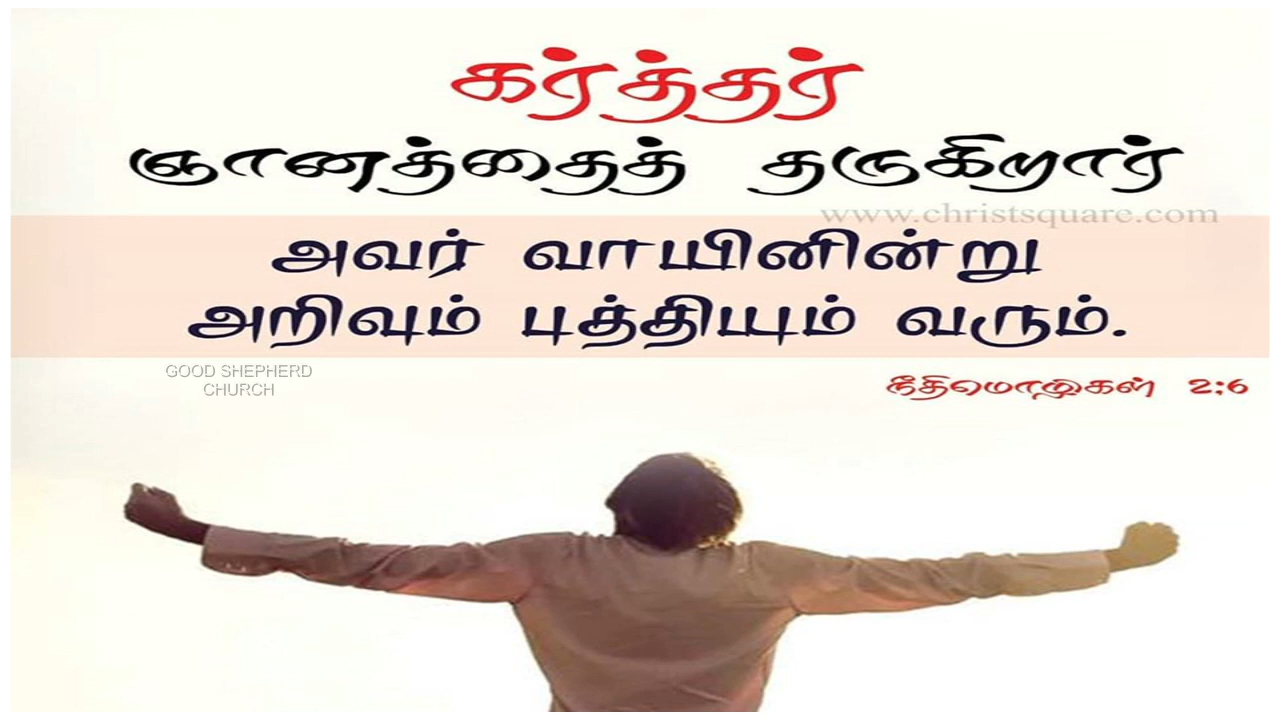 கர்த்தர்
ஞானத்தைத் தருகிறார்
www.christsquare.com
அவர் வாயினின்று
அறிவும் புத்தியும் வரும்.
GOOD SHEPHERD
CHURCH
நீதிமொழிகள் 2:6